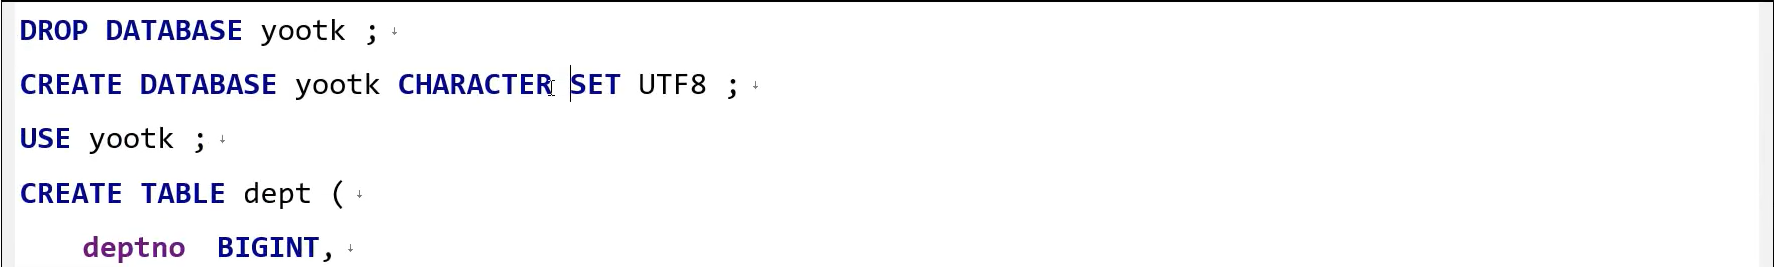 DROP DATABASE yootk ;
CREATE DATABASE yootk CHARACTER SET UTF8 ;
USE yootk ;
CREATE TABLE dept (
deptno BIGINT,